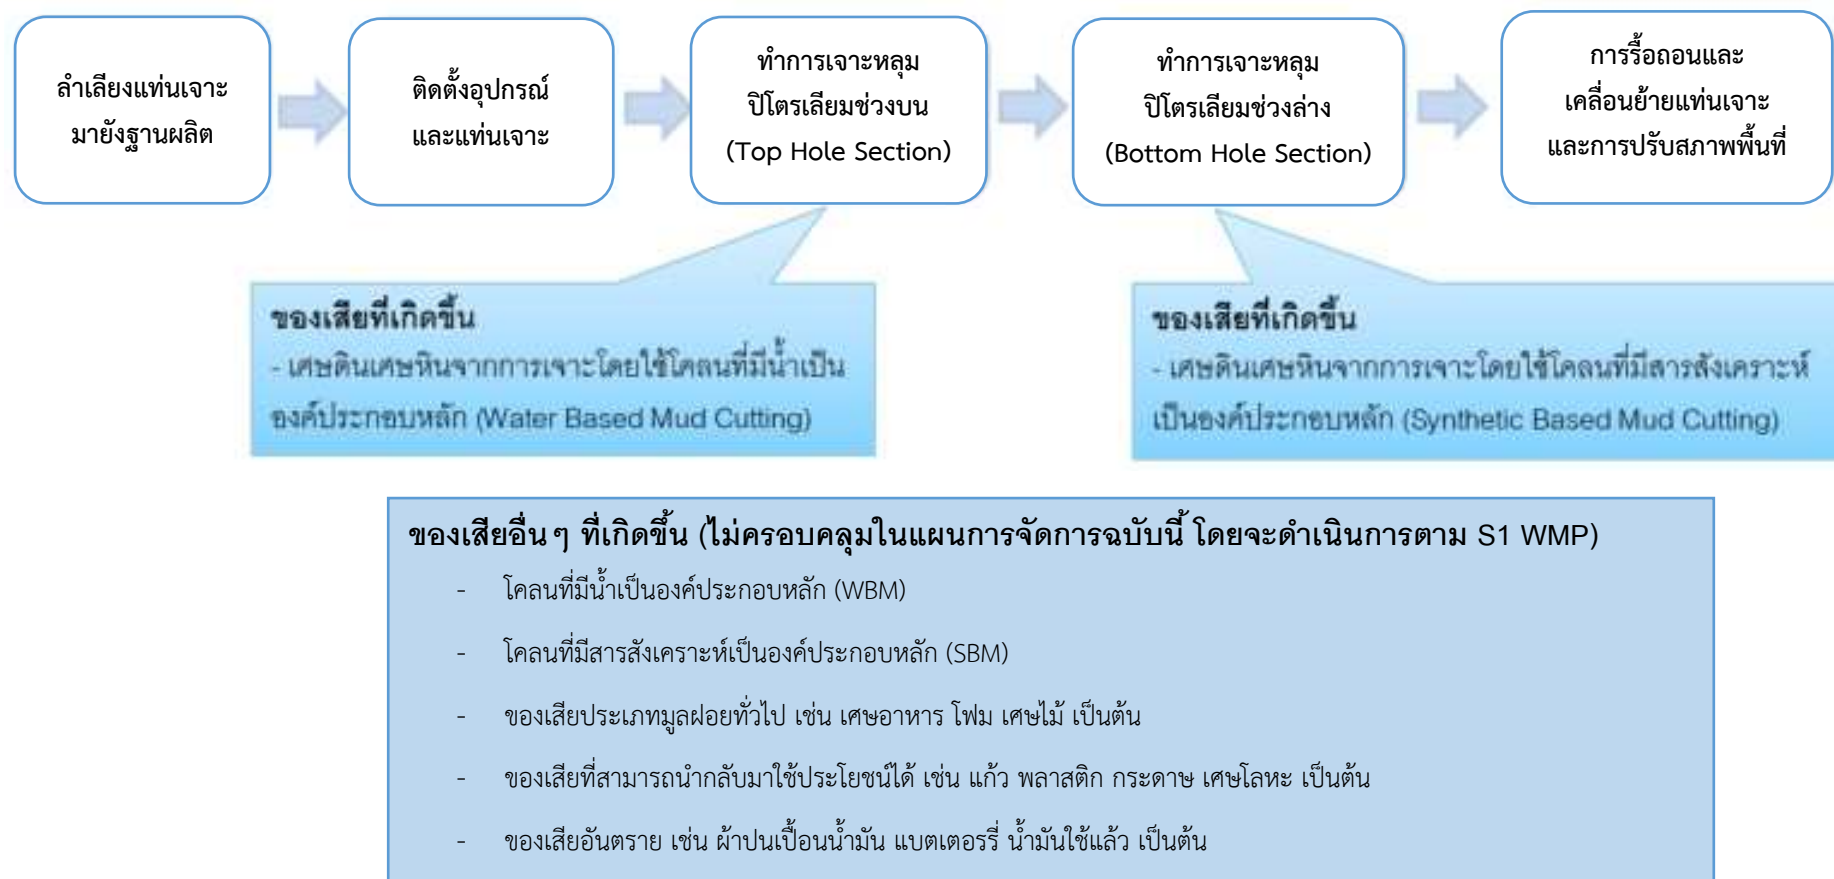 ลำเลียงแท่นเจาะ
มายังฐานผลิต
ติดตั้งอุปกรณ์
และแท่นเจาะ
ทำการเจาะหลุม
ปิโตรเลียมช่วงบน
(Top Hole Section)
ทำการเจาะหลุม
ปิโตรเลียมช่วงล่าง
(Bottom Hole Section)
การรื้อถอนและ
เคลื่อนย้ายแท่นเจาะ
และการปรับสภาพพื้นที่
ของเสียที่เกิดขึ้น
- เศษดินเศษหินจากการเจาะโดยใช้โคลนที่มีน้ำเป็น
องค์ประกอบหลัก (Water Based Mud Cutting)
ของเสียที่เกิดขึ้น
- เศษดินเศษหินจากการเจาะโดยใช้โคลนที่มีสารสังเคราะห์
เป็นองค์ประกอบหลัก (Synthetic Based Mud Cutting)
ของเสียอื่นๆ ที่เกิดขึ้น (ไม่ครอบคลุมในแผนการจัดการฉบับนี้ โดยจะดำเนินการตาม S1 WMP)
- โคลนที่มีน้ำเป็นองค์ประกอบหลัก (WBM)
- โคลนที่มีสารสังเคราะห์เป็นองค์ประกอบหลัก (SBM)
- ของเสียประเภทมูลฝอยทั่วไป เช่น เศษอาหาร โฟม เศษไม้ เป็นต้น
- ของเสียที่สามารถนำกลับมาใช้ประโยชน์ได้ เช่น แก้ว พลาสติก กระดาษ เศษโลหะ เป็นต้น
- ของเสียอันตราย เช่น ผ้าปนเปื้อนน้ำมัน แบตเตอรรี่ น้ำมันใช้แล้ว เป็นต้น